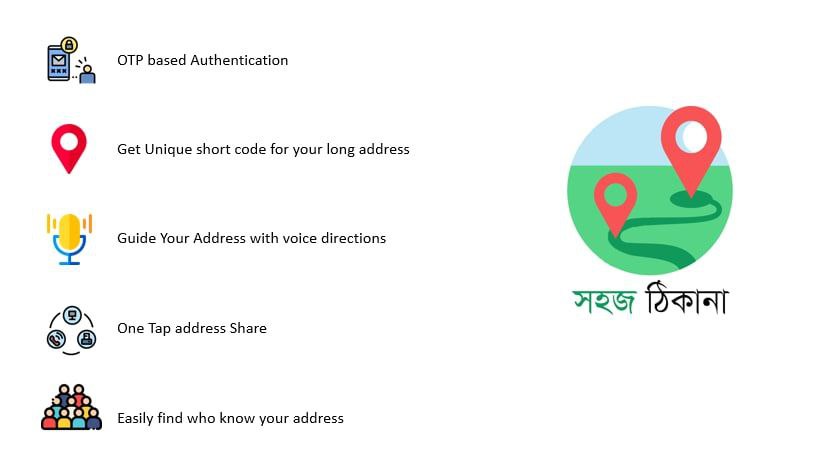 OTP based Authentication
Get Unique short code for your long address
Guide Your Address with voice directions
One Tap address Share
Easily find who know your address
সহজ ঠিকানা